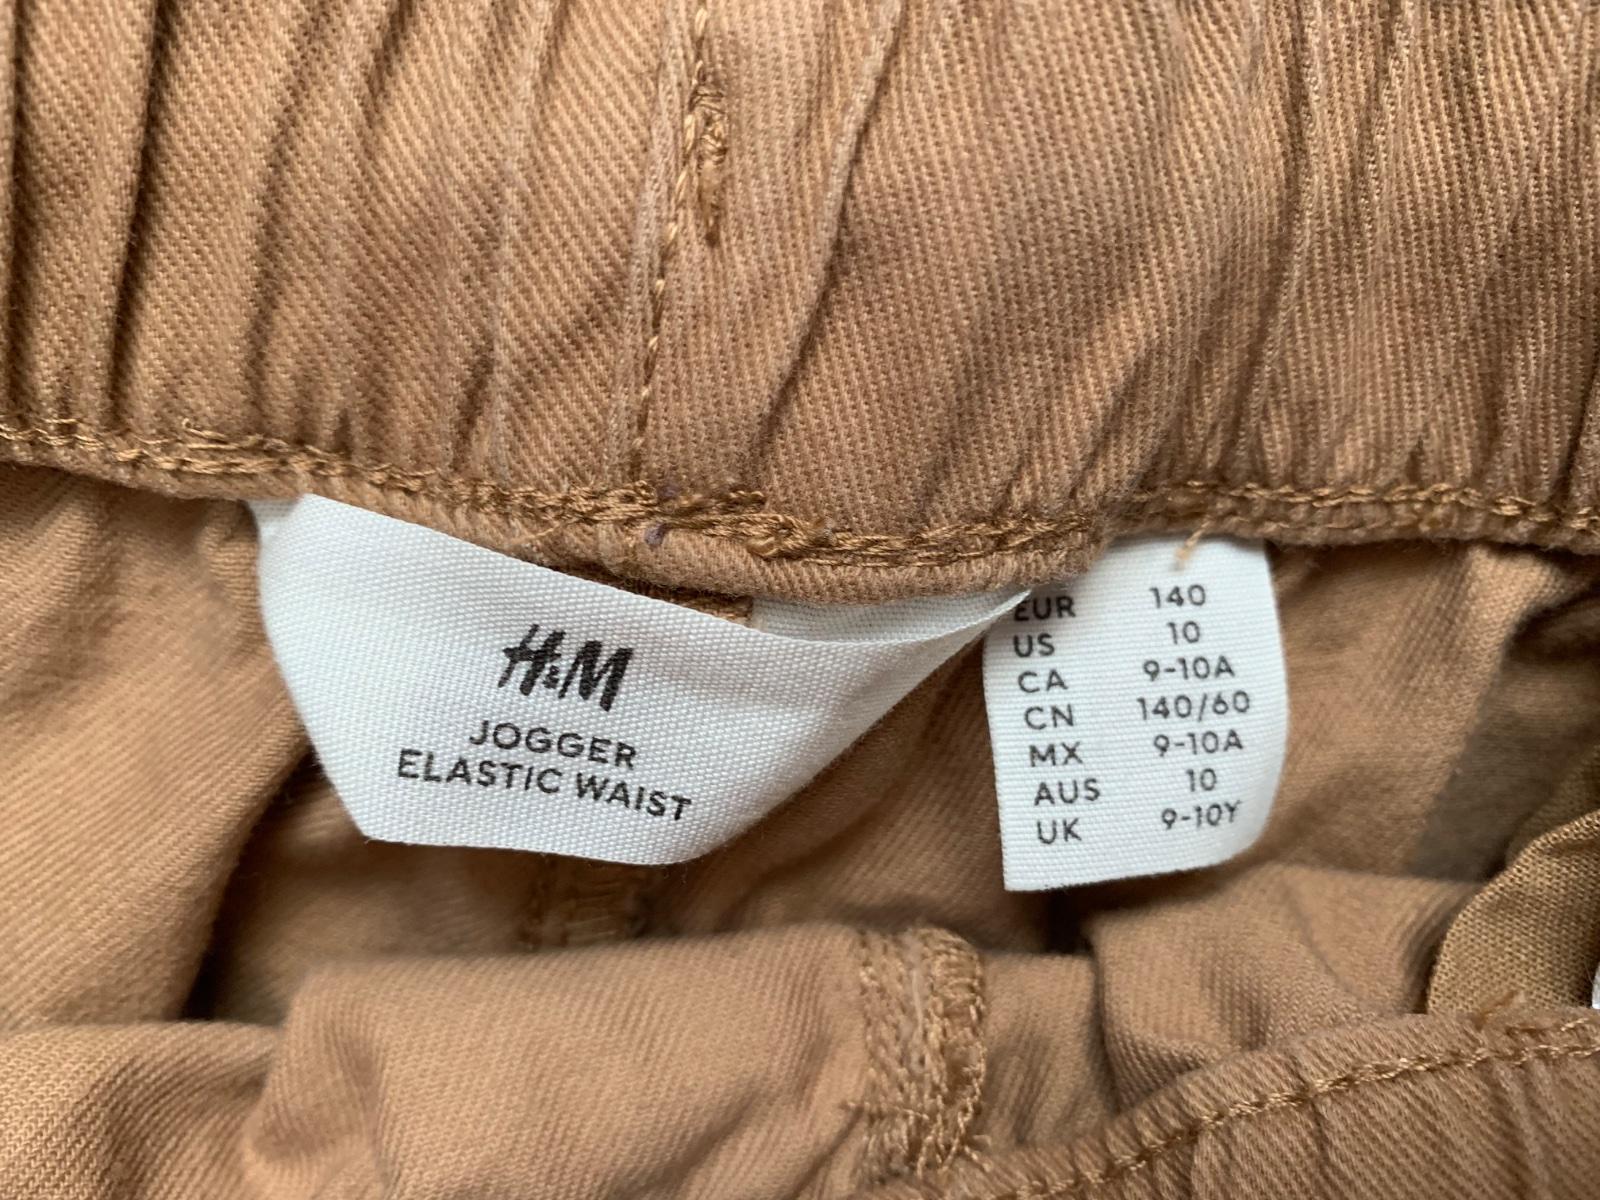 H&M
JOGGER
ELASTIC WAIST
EUR 140
US 10
CA 9-10A
CN 140/60
MX 9-10A
AUS 10
UK 9-10Y